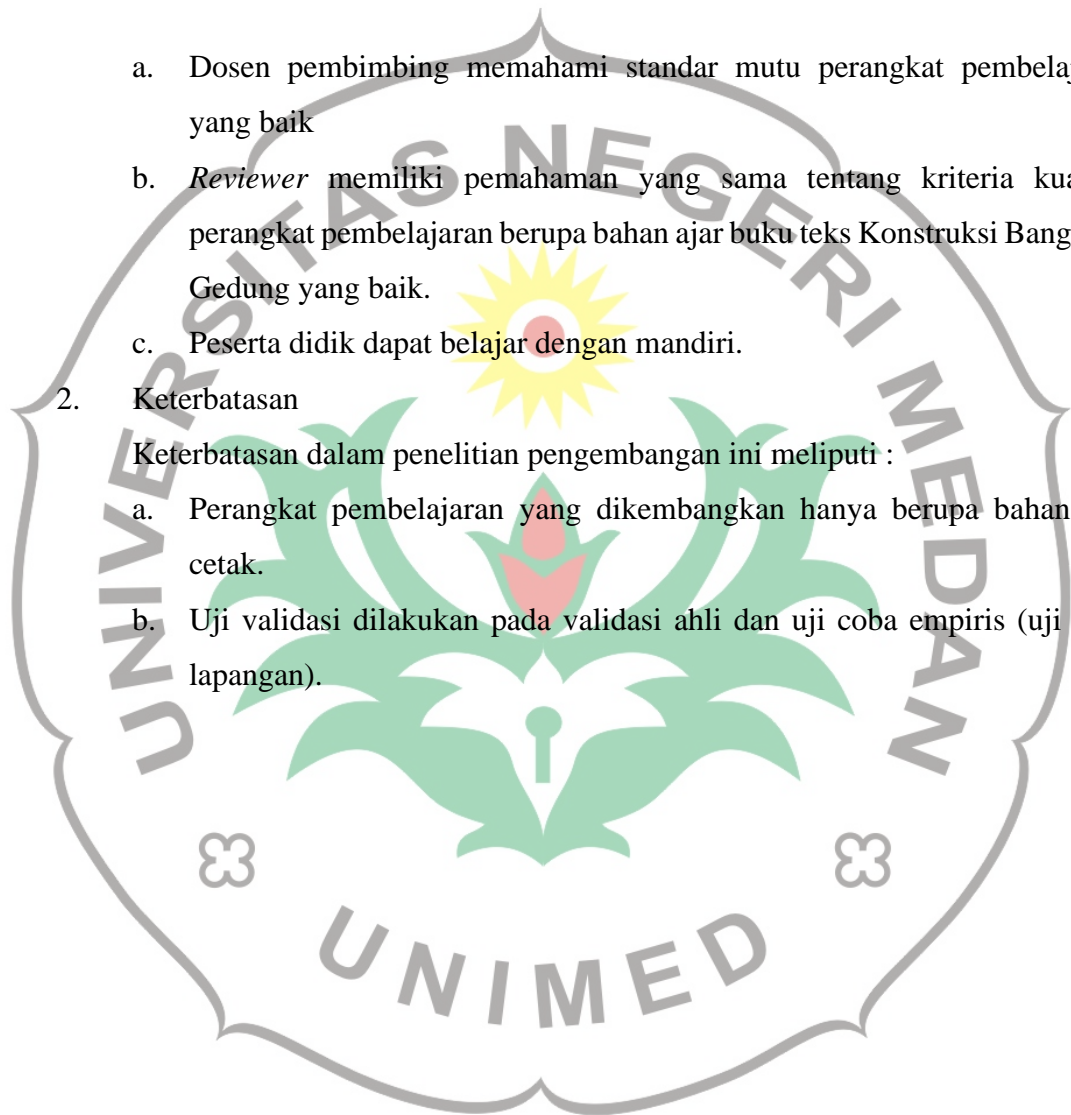 a. Dosen pembimbing memahami standar mutu perangkat
yang baik
b. Reviewer memiliki pemahaman yang sama tentang kriteria
perangkat pembelajaran berupa bahan ajar buku teks Konstruksi
Gedung yang baik.
c. Peserta didik dapat belajar dengan mandiri.
2. Keterbatasan
Keterbatasan dalam penelitian pengembangan ini meliputi :
a. Perangkat pembelajaran yang dikembangkan hanya berupa bahan
cetak.
b. Uji validasi dilakukan pada validasi ahli dan uji coba empiris (uji
lapangan).
UNIVERSITAS NEGERI MEDAN
UNIMED